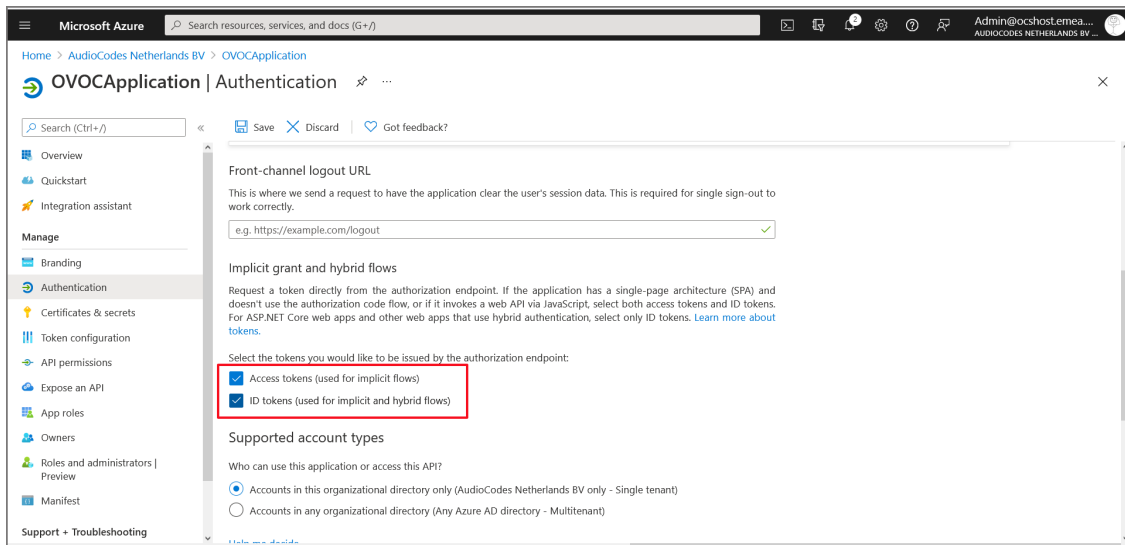 Microsoft Azure
Search resources, services, and docs (G+/)
2
Admin@ocshost.emea....
AUDIOCODES NETHERLANDS BV ...
Home > AudioCodes Netherlands BV > OVOCApplication
OVOCApplication | Authentication
Search (Ctrl+/)
Save
Discard
Got feedback?
Overview
Quickstart
Integration assistant
Manage
Branding
Authentication
Certificates & secrets
Token configuration
API permissions
Expose an API
App roles
Owners
Roles and administrators |
Preview
Manifest
Support + Troubleshooting
Front-channel logout URL
This is where we send a request to have the application clear the user's session data. This is required for single sign-out to
work correctly.
e.g. https://example.com/logout
Implicit grant and hybrid flows
Request a token directly from the authorization endpoint. If the application has a single-page architecture (SPA) and
doesn't use the authorization code flow, or if it invokes a web API via JavaScript, select both access tokens and ID tokens.
For ASP.NET Core web apps and other web apps that use hybrid authentication, select only ID tokens. Learn more about
tokens.
Select the tokens you would like to be issued by the authorization endpoint:
Access tokens (used for implicit flows)
ID tokens (used for implicit and hybrid flows)
Supported account types
Who can use this application or access this API?
Accounts in this organizational directory only (AudioCodes Netherlands BV only - Single tenant)
Accounts in any organizational directory (Any Azure AD directory - Multitenant)
Help me decide